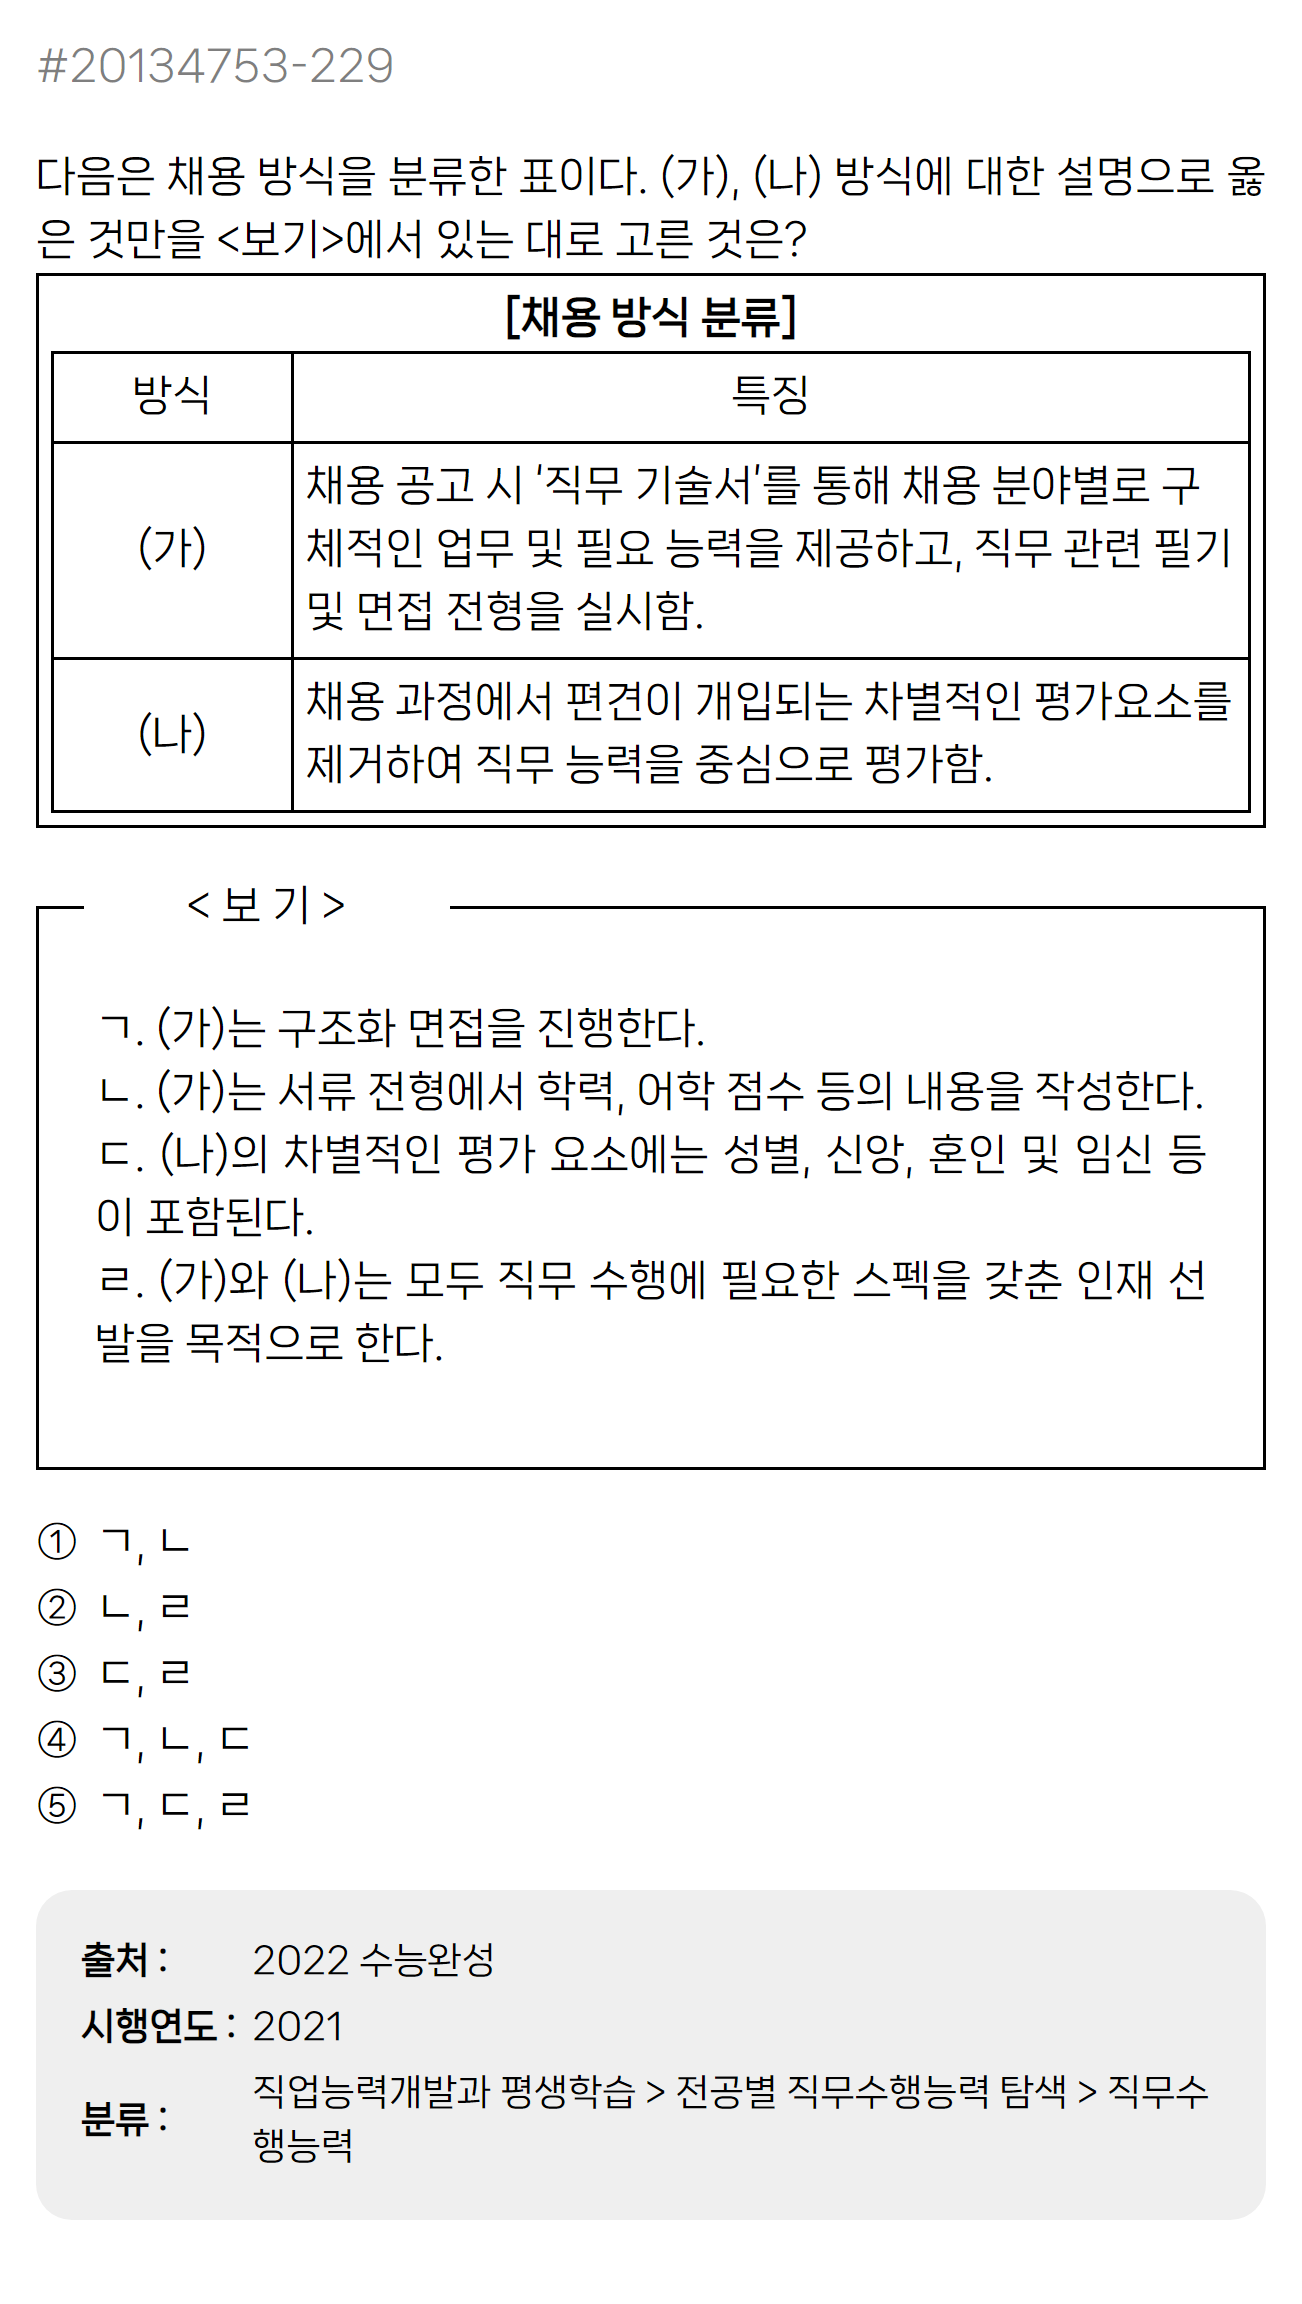 #20134753-229
다음은 채용 방식을 분류한 표이다. (가), (나) 방식에 대한 설명으로 옳
은 것만을 <보기>에서 있는 대로 고른 것은?
[채용 방식 분류]
방식 특징
(가) 채용 공고 시 '직무 기술서'를 통해 채용 분야별로 구
체적인 업무 및 필요 능력을 제공하고, 직무 관련 필기
및 면접 전형을 실시함.
(나) 채용 과정에서 편견이 개입되는 차별적인 평가요소를
제거하여 직무 능력을 중심으로 평가함.
< 보 기 >
ㄱ. (가)는 구조화 면접을 진행한다.
ㄴ. (가)는 서류 전형에서 학력, 어학 점수 등의 내용을 작성한다.
ㄷ. (나)의 차별적인 평가 요소에는 성별, 신앙, 혼인 및 임신 등
이 포함된다.
ㄹ. (가)와 (나)는 모두 직무 수행에 필요한 스펙을 갖춘 인재 선
발을 목적으로 한다.
① ㄱ, ㄴ
② ㄴ, ㄹ
③ ㄷ, ㄹ
④ ㄱ, ㄴ, ㄷ
⑤ ㄱ, ㄷ, ㄹ
출처 : 2022 수능완성
시행연도 : 2021
분류 : 직업능력개발과 평생학습 > 전공별 직무수행능력 탐색 > 직무수
행능력